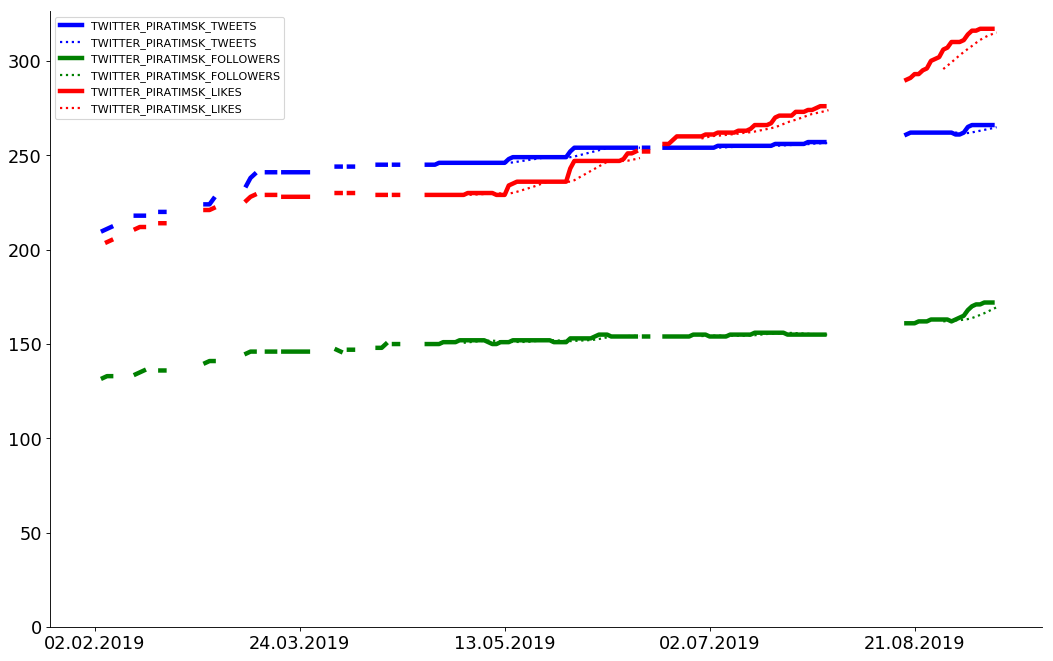 TWITTER_PIRATIMSK_TWEETS
TWITTER_PIRATIMSK_TWEETS
TWITTER_PIRATIMSK_FOLLOWERS
TWITTER_PIRATIMSK_FOLLOWERS
TWITTER_PIRATIMSK_LIKES
TWITTER_PIRATIMSK_LIKES
300
250
200
150
100
50
0
02.02.2019 24.03.2019 13.05.2019 02.07.2019 21.08.2019